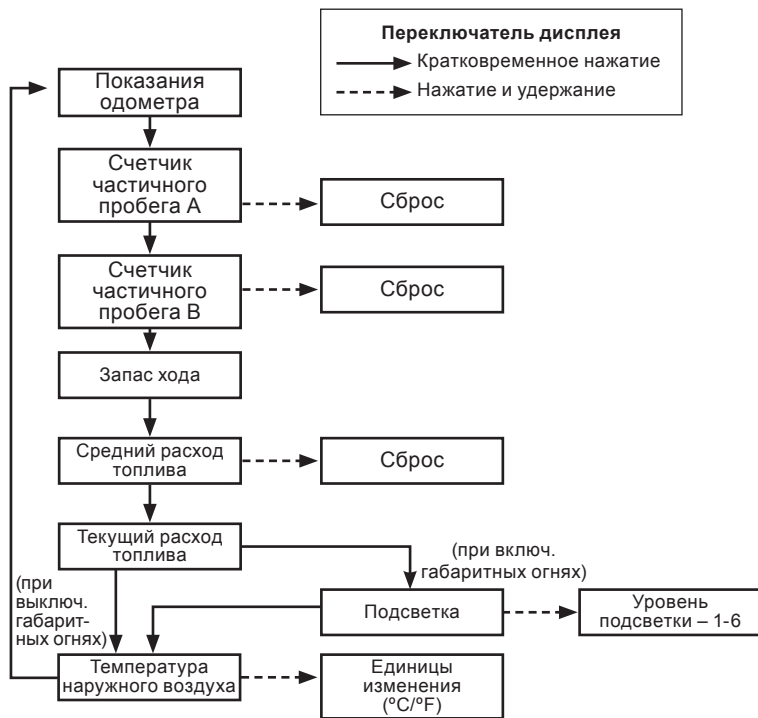 Переключатель дисплея
Кратковременное нажатие
Нажатие и удержание
Показания
одометра
Счетчик
частичного
пробега А
Сброс
Счетчик
частичного
пробега В
Сброс
Запас хода
Средний расход
топлива
Сброс
Текущий расход
топлива
(при включ.
габаритных огнях)
(при
выключ.
габарит-
ных огнях)
Подсветка
Уровень
подсветки – 1-6
Температура
наружного воздуха
Единицы
изменения
(ºC/ºF)